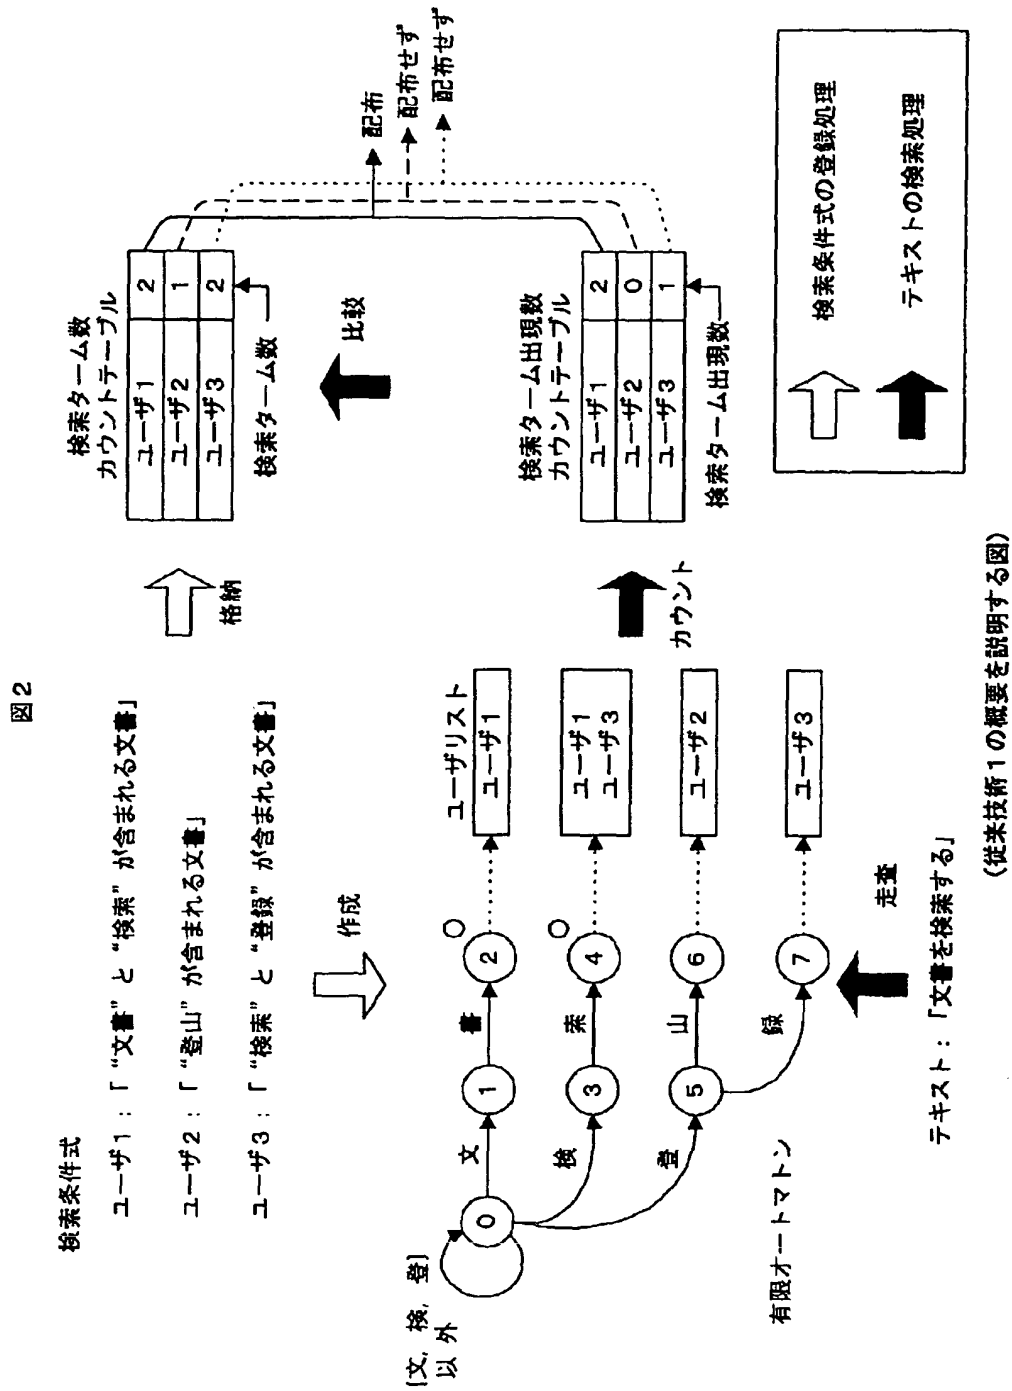 図2
検索条件式
ユーザ1：「“文書”と“検索”が含まれる文書」
ユーザ2：「“登山”が含まれる文書」
ユーザ3：「“検索”と“登録”が含まれる文書」
格納
検索ターム数
カウントテーブル
ユーザ1 2
ユーザ2 1
ユーザ3 2
検索ターム数
作成
比較
配布
配布せず
配布せず
[文, 検, 登]
以外
0
文
1
書
2
検
3
索
4
登
5
山
6
録
7
ユーザリスト
ユーザ1
ユーザ1
ユーザ3
ユーザ2
ユーザ3
有限オートマトン
カウント
検索ターム出現数
カウントテーブル
ユーザ1 2
ユーザ2 0
ユーザ3 1
検索ターム出現数
走査
テキスト：「文書を検索する」
検索条件式の登録処理
テキストの検索処理
(従来技術1の概要を説明する図)